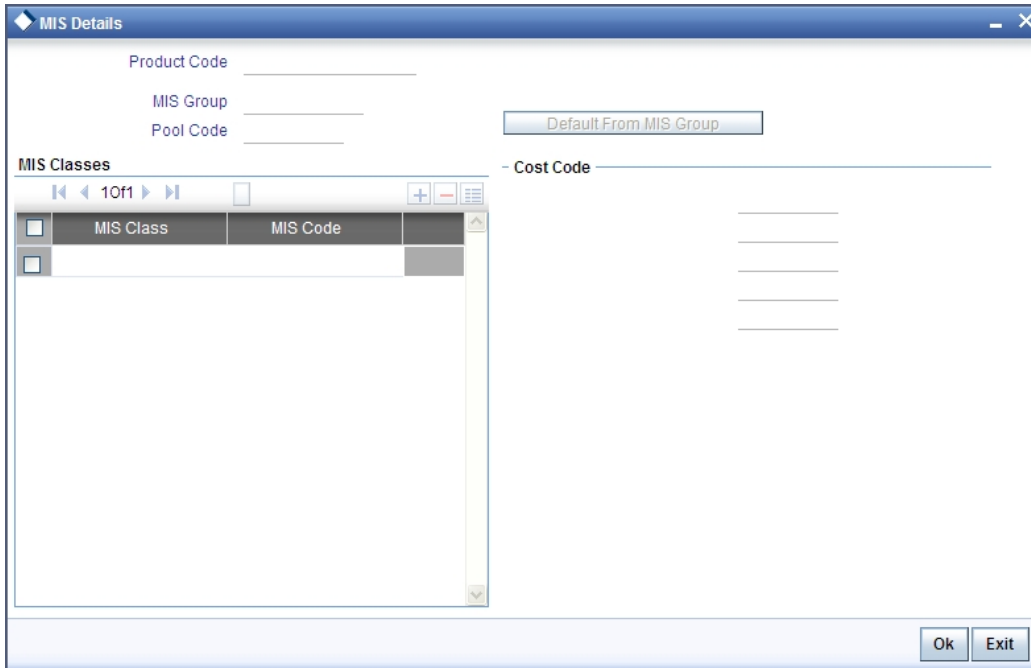 MIS Details
Product Code
MIS Group
Pool Code
Default From MIS Group
MIS Classes
Cost Code
1Of1
MIS Class MIS Code
Ok Exit